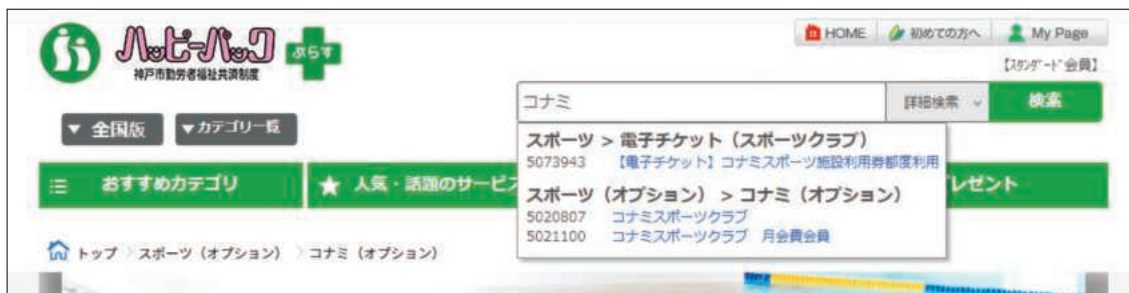 ハッピーパック ぷらす
神戸市勤労者福祉共済制度
HOME 初めての方へ My Page
【スタンダード会員】
コナミ 詳細検索 検索
▼ 全国版 ▼カテゴリ一覧
スポーツ > 電子チケット（スポーツクラブ）
5073943 【電子チケット】コナミスポーツ施設利用券都度利用
おすすめカテゴリ ★ 人気・話題のサービス レゼント
スポーツ（オプション） > コナミ（オプション）
5020807 コナミスポーツクラブ
5021100 コナミスポーツクラブ 月会費会員
トップ スポーツ（オプション） コナミ（オプション）